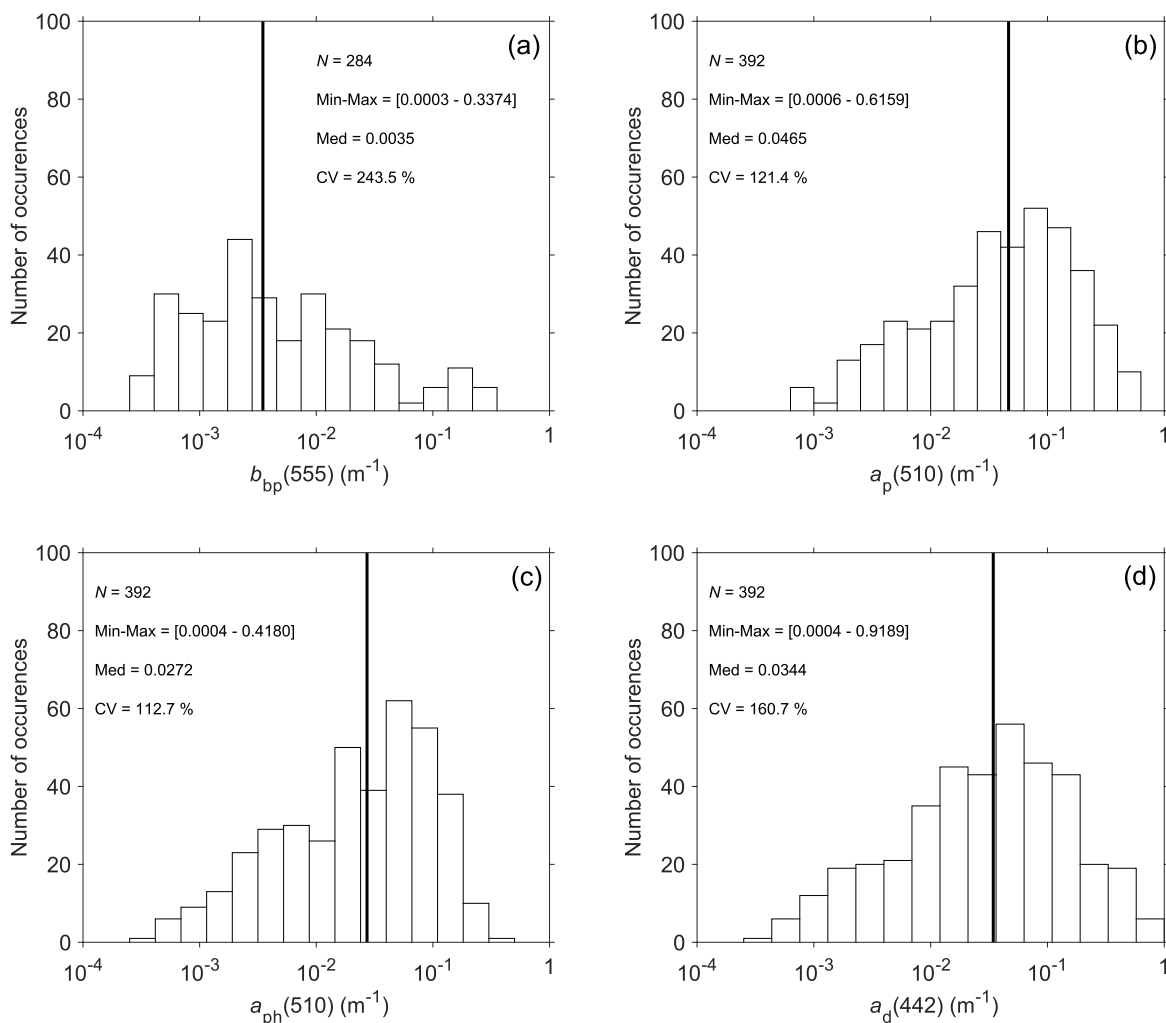 (a)
N = 284
Min-Max = [0.0003 - 0.3374]
Med = 0.0035
CV = 243.5 %
Number of occurences
100
80
60
40
20
0
10-4
10-3
10-2
10-1
1
bbp(555) (m-1)
(b)
N = 392
Min-Max = [0.0006 - 0.6159]
Med = 0.0465
CV = 121.4 %
Number of occurences
100
80
60
40
20
0
10-4
10-3
10-2
10-1
1
ap(510) (m-1)
(c)
N = 392
Min-Max = [0.0004 - 0.4180]
Med = 0.0272
CV = 112.7 %
Number of occurences
100
80
60
40
20
0
10-4
10-3
10-2
10-1
1
aph(510) (m-1)
(d)
N = 392
Min-Max = [0.0004 - 0.9189]
Med = 0.0344
CV = 160.7 %
Number of occurences
100
80
60
40
20
0
10-4
10-3
10-2
10-1
1
ad(442) (m-1)